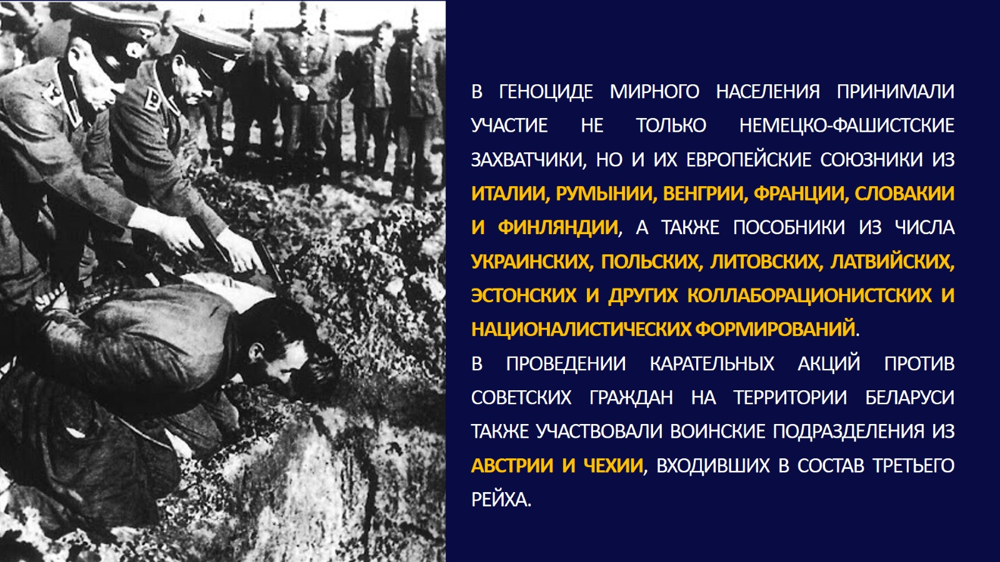 В ГЕНОЦИДЕ МИРНОГО НАСЕЛЕНИЯ ПРИНИМАЛИ
УЧАСТИЕ НЕ ТОЛЬКО НЕМЕЦКО-ФАШИСТСКИЕ
ЗАХВАТЧИКИ, НО И ИХ ЕВРОПЕЙСКИЕ СОЮЗНИКИ ИЗ
ИТАЛИИ, РУМЫНИИ, ВЕНГРИИ, ФРАНЦИИ, СЛОВАКИИ
И ФИНЛЯНДИИ, А ТАКЖЕ ПОСОБНИКИ ИЗ ЧИСЛА
УКРАИНСКИХ, ПОЛЬСКИХ, ЛИТОВСКИХ, ЛАТВИЙСКИХ,
ЭСТОНСКИХ И ДРУГИХ КОЛЛАБОРАЦИОНИСТСКИХ И
НАЦИОНАЛИСТИЧЕСКИХ ФОРМИРОВАНИЙ.
В ПРОВЕДЕНИИ КАРАТЕЛЬНЫХ АКЦИЙ ПРОТИВ
СОВЕТСКИХ ГРАЖДАН НА ТЕРРИТОРИИ БЕЛАРУСИ
ТАКЖЕ УЧАСТВОВАЛИ ВОИНСКИЕ ПОДРАЗДЕЛЕНИЯ ИЗ
АВСТРИИ И ЧЕХИИ, ВХОДИВШИХ В СОСТАВ ТРЕТЬЕГО
РЕЙХА.